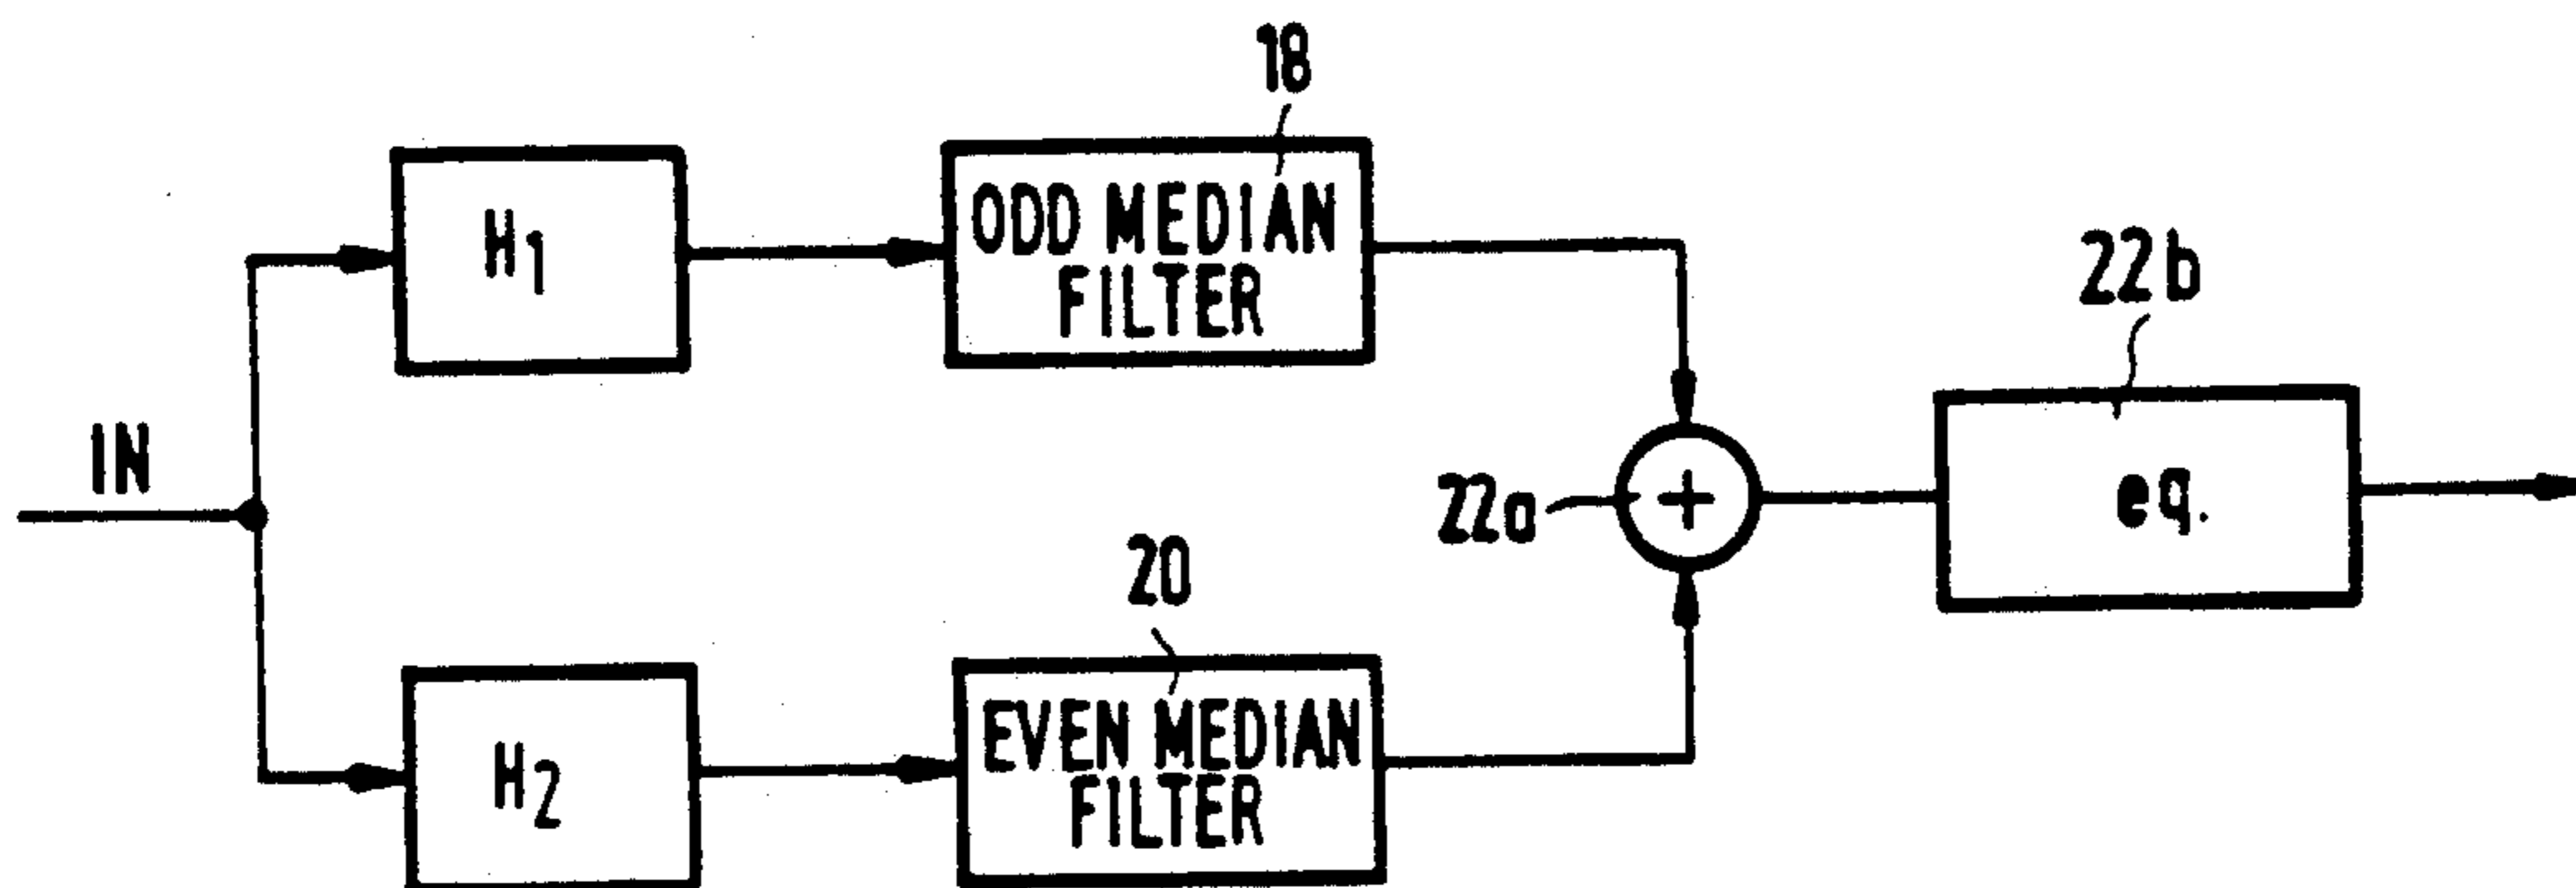 18
H1
ODD MEDIAN
FILTER
22b
IN
22a
+
eq.
20
H2
EVEN MEDIAN
FILTER